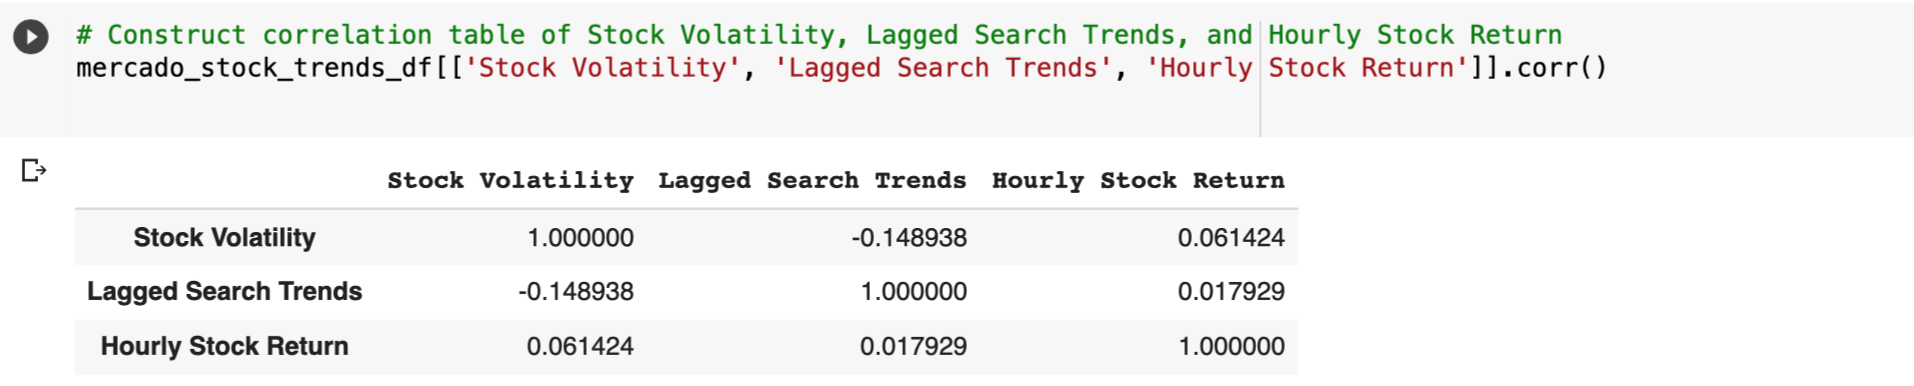 # Construct correlation table of Stock Volatility, Lagged Search Trends, and Hourly Stock Return
mercado_stock_trends_df[['Stock Volatility', 'Lagged Search Trends', 'Hourly Stock Return']].corr()
Stock Volatility Lagged Search Trends Hourly Stock Return
Stock Volatility 1.000000 -0.148938 0.061424
Lagged Search Trends -0.148938 1.000000 0.017929
Hourly Stock Return 0.061424 0.017929 1.000000